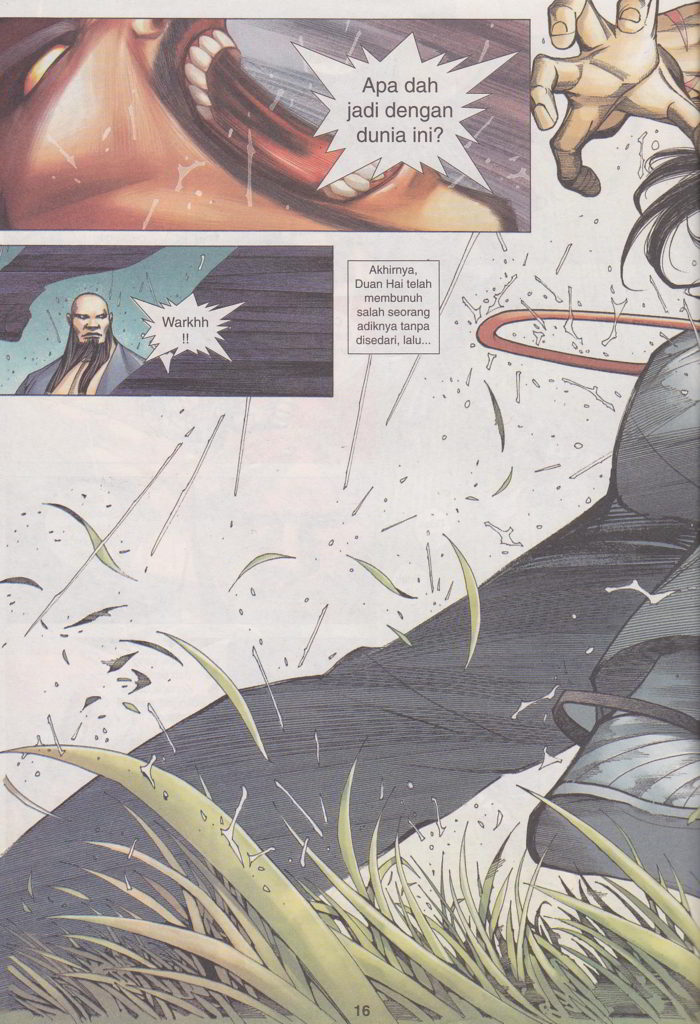 Apa dah
jadi dengan
dunia ini?
Warkhh
!!
Akhirnya,
Duan Hai telah
membunuh
salah seorang
adiknya tanpa
disedari, lalu...
16